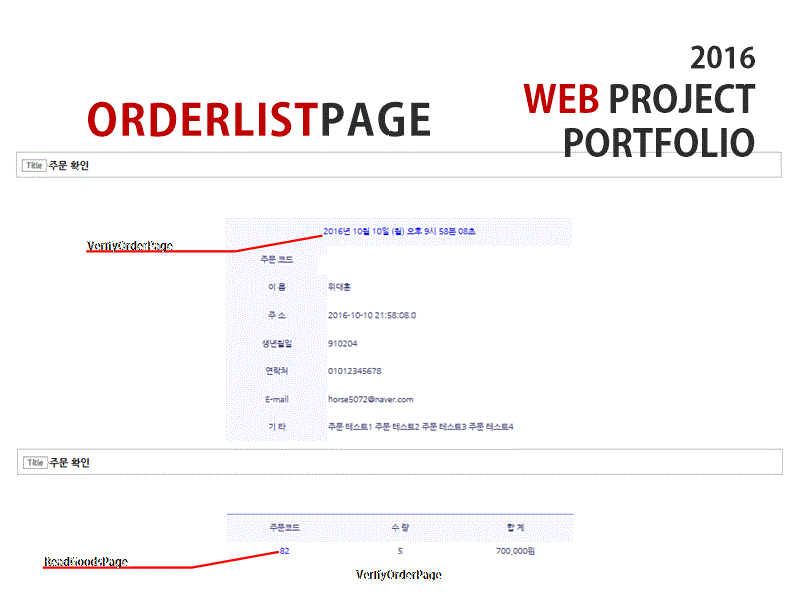 2016
WEB PROJECT
PORTFOLIO
ORDERLISTPAGE
Title 주문 확인
2016년 10월 10일 (월) 오후 9시 58분 08초
VerfiyOrderPage
주문 코드
이 름 위대훈
주 소 2016-10-10 21:58:08.0
생년월일 910204
연락처 01012345678
E-mail horse5072@naver.com
기 타 주문 테스트1 주문 테스트2 주문 테스트3 주문 테스트4
Title 주문 확인
주문코드 수 량 합 계
82 5 700,000원
ReadGoodsPage
VerfiyOrderPage